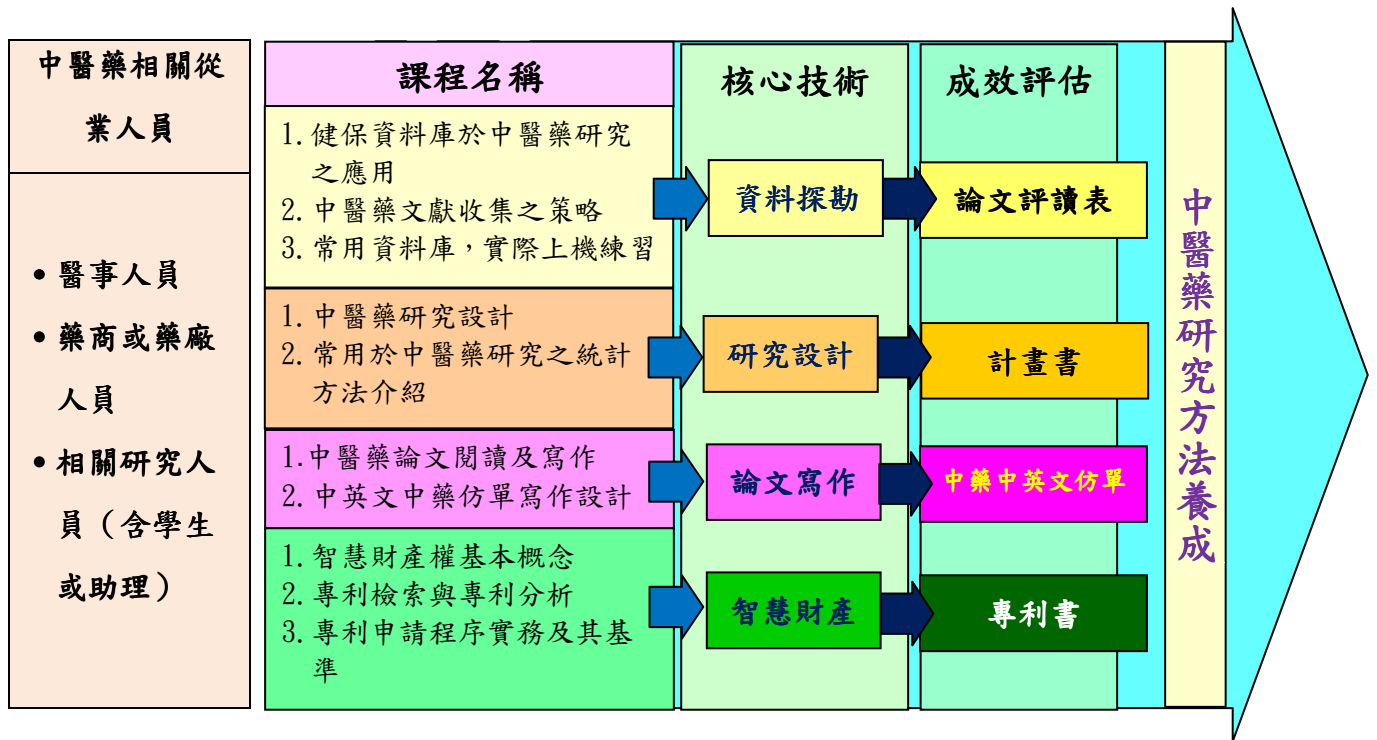 中醫藥相關從
業人員
• 醫事人員
• 藥商或藥廠
人員
• 相關研究人
員（含學生
或助理）
課程名稱
1. 健保資料庫於中醫藥研究
之應用
2. 中醫藥文獻收集之策略
3. 常用資料庫，實際上機練習
1. 中醫藥研究設計
2. 常用於中醫藥研究之統計
方法介紹
1.中醫藥論文閱讀及寫作
2. 中英文中藥仿單寫作設計
1. 智慧財產權基本概念
2. 專利檢索與專利分析
3. 專利申請程序實務及其基
準
核心技術
資料探勘
研究設計
論文寫作
智慧財產
成效評估
論文評讀表
計畫書
中藥中英文仿單
專利書
中醫藥研究方法養成